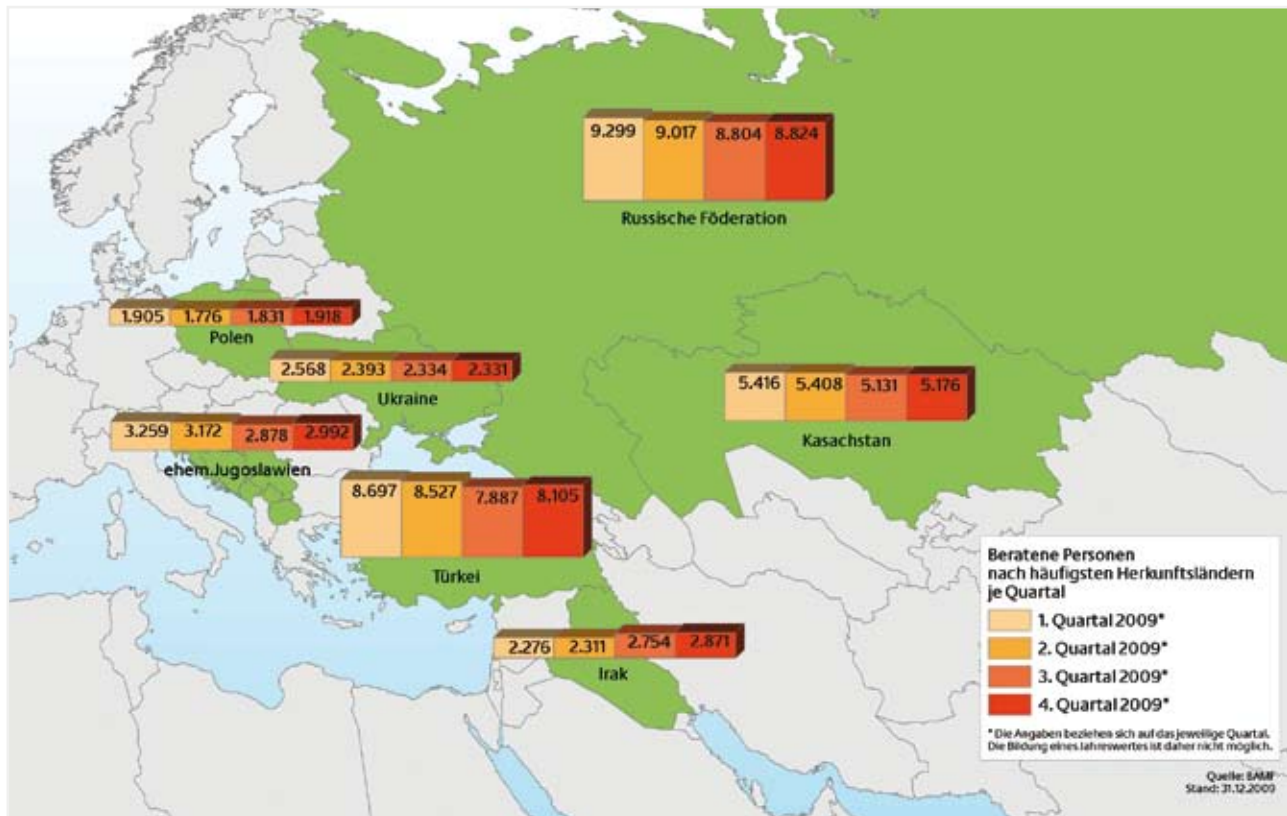 9.299 9.017 8.804 8.824
Russische Föderation
1.905 1.776 1.831 1.918
Polen
2.568 2.393 2.334 2.331
Ukraine
5.416 5.408 5.131 5.176
Kasachstan
3.259 3.172 2.878 2.992
ehem.Jugoslawien
8.697 8.527 7.887 8.105
Türkei
2.276 2.311 2.754 2.871
Irak
Beratene Personen
nach häufigsten Herkunftsländern
je Quartal
1. Quartal 2009*
2. Quartal 2009*
3. Quartal 2009*
4. Quartal 2009*
* Die Angaben beziehen sich auf das jeweilige Quartal.
Die Bildung eines Jahreswertes ist daher nicht möglich.
Quelle: BAMF
Stand: 31.12.2009